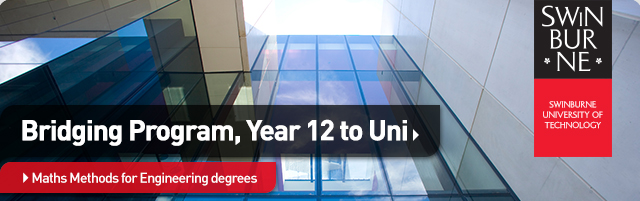 Bridging Program, Year 12 to Uni
Maths Methods for Engineering degrees
SWIN
BUR
* NE *
SWINBURNE
UNIVERSITY OF
TECHNOLOGY